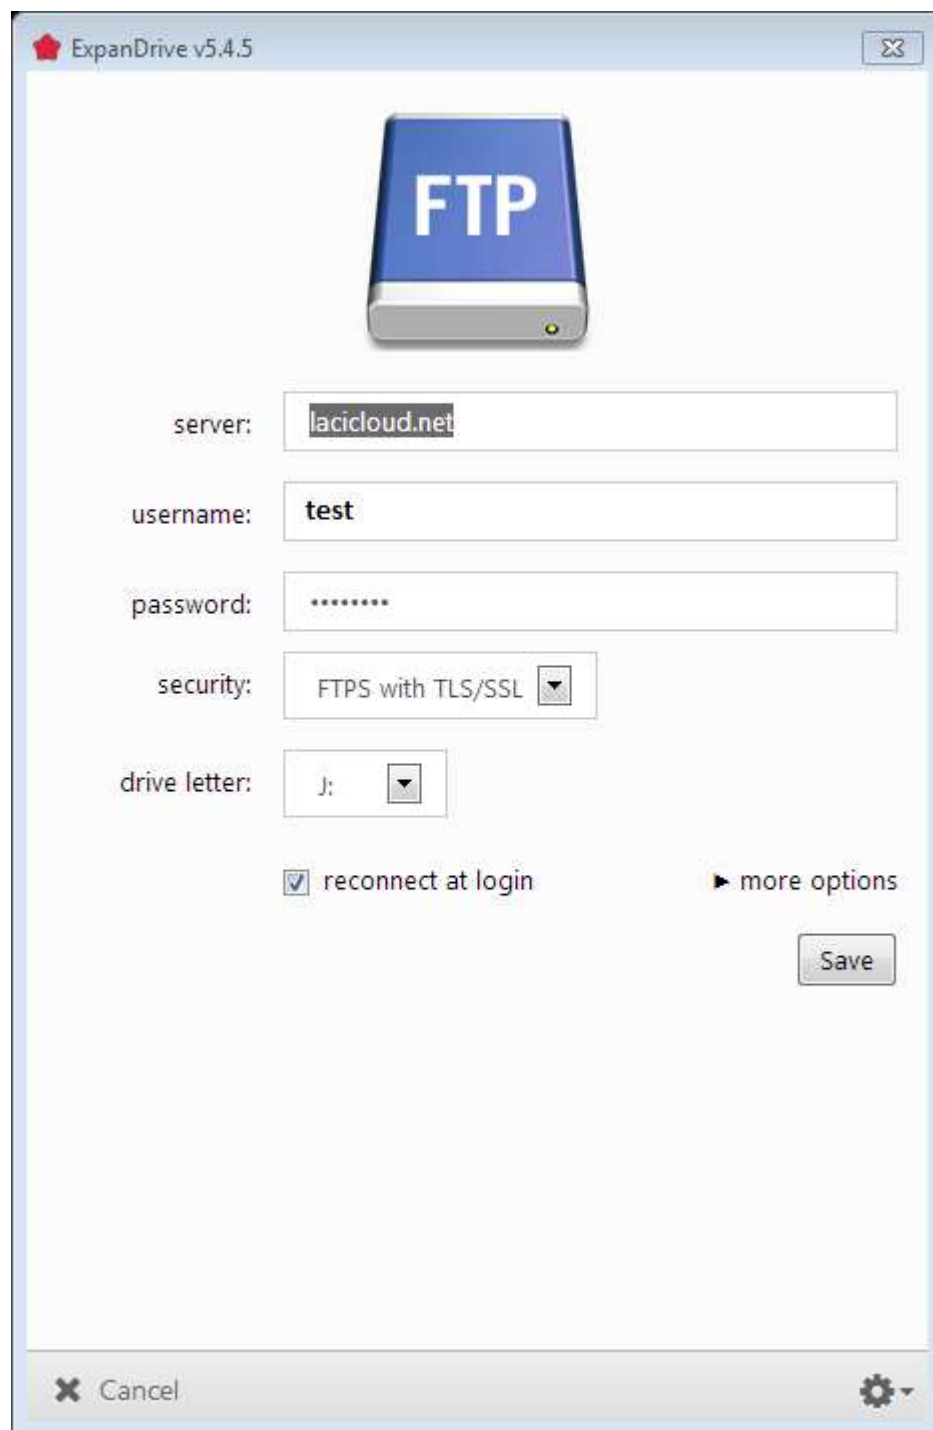 ExpanDrive v5.4.5
FTP
server: lacicloud.net
username: test
password: ••••••••
security: FTPS with TLS/SSL
drive letter: J:
reconnect at login
more options
Save
Cancel